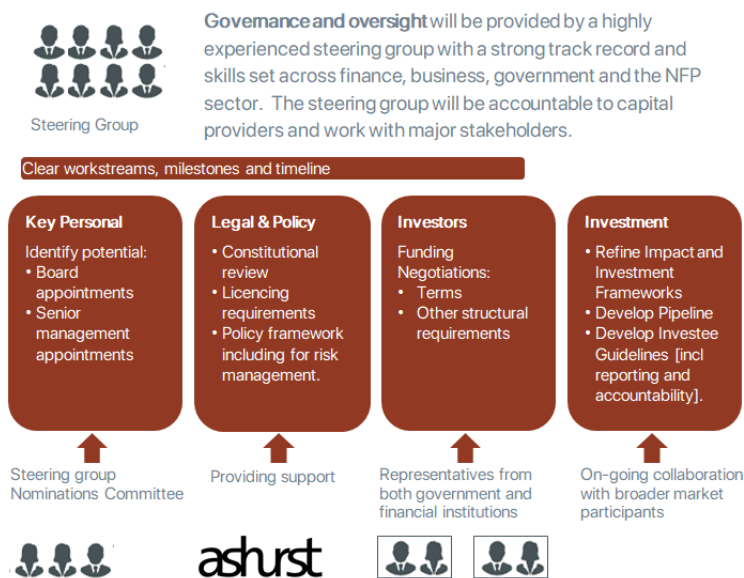 Governance and oversight will be provided by a highly
experienced steering group with a strong track record and
skills set across finance, business, government and the NFP
sector. The steering group will be accountable to capital
providers and work with major stakeholders.
Steering Group
Clear workstreams, milestones and timeline
Key Personal
Identify potential:
• Board
appointments
• Senior
management
appointments
Legal & Policy
• Constitutional
review
• Licencing
requirements
• Policy framework
including for risk
management.
Investors
Funding
Negotiations:
• Terms
• Other structural
requirements
Investment
• Refine Impact and
Investment
Frameworks
• Develop Pipeline
• Develop Investee
Guidelines [incl
reporting and
accountability].
Steering group
Nominations Committee
Providing support
Representatives from
both government and
financial institutions
On-going collaboration
with broader market
participants
ashurst